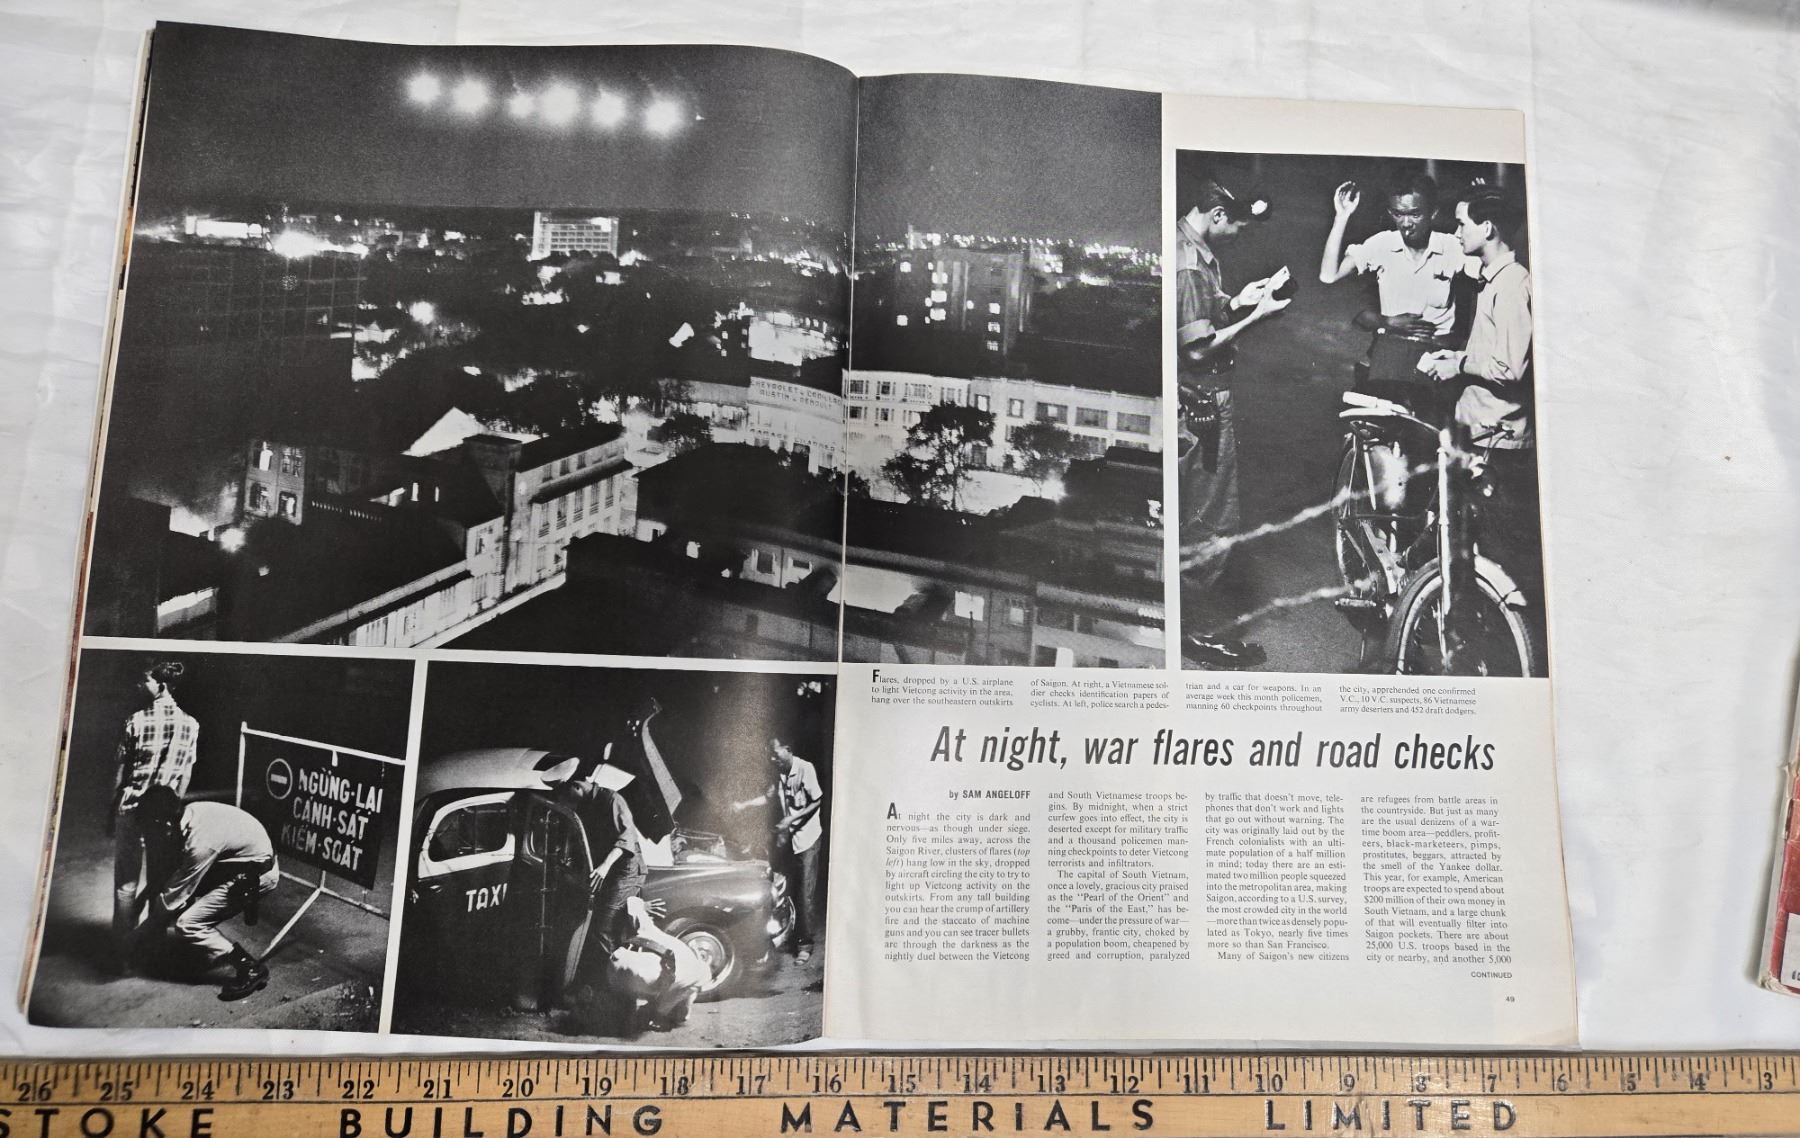 CHEVROLET - CADILLAC
AUSTIN - RENAULT
GARAGE CHARNER
NGỪNG-LẠI
CẢNH-SÁT
KIỂM-SOÁT
TAXI
Flares, dropped by a U.S. airplane
to light Vietcong activity in the area,
hang over the southeastern outskirts
of Saigon. At right, a Vietnamese sol-
dier checks identification papers of
cyclists. At left, police search a pedes-
trian and a car for weapons. In an
average week this month policemen,
manning 60 checkpoints throughout
the city, apprehended one confirmed
V.C., 10 V.C. suspects, 86 Vietnamese
army deserters and 452 draft dodgers.
At night, war flares and road checks
by SAM ANGELOFF
At night the city is dark and
nervous—as though under siege.
Only five miles away, across the
Saigon River, clusters of flares (top
left) hang low in the sky, dropped
by aircraft circling the city to try to
light up Vietcong activity on the
outskirts. From any tall building
you can hear the crump of artillery
fire and the staccato of machine
guns and you can see tracer bullets
arc through the darkness as the
nightly duel between the Vietcong
and South Vietnamese troops be-
gins. By midnight, when a strict
curfew goes into effect, the city is
deserted except for military traffic
and a thousand policemen man-
ning checkpoints to deter Vietcong
terrorists and infiltrators.
The capital of South Vietnam,
once a lovely, gracious city praised
as the "Pearl of the Orient" and
the "Paris of the East," has be-
come—under the pressure of war—
a grubby, frantic city, choked by
a population boom, cheapened by
greed and corruption, paralyzed
by traffic that doesn't move, tele-
phones that don't work and lights
that go out without warning. The
city was originally laid out by the
French colonialists with an ulti-
mate population of a half million
in mind; today there are an esti-
mated two million people squeezed
into the metropolitan area, making
Saigon, according to a U.S. survey,
the most crowded city in the world
—more than twice as densely popu-
lated as Tokyo, nearly five times
more so than San Francisco.
Many of Saigon's new citizens
are refugees from battle areas in
the countryside. But just as many
are the usual denizens of a war-
time boom area—peddlers, profit-
eers, black-marketeers, pimps,
prostitutes, beggars, attracted by
the smell of the Yankee dollar.
This year, for example, American
troops are expected to spend about
$200 million of their own money in
South Vietnam, and a large chunk
of that will eventually filter into
Saigon pockets. There are about
25,000 U.S. troops based in the
city or nearby, and another 5,000
CONTINUED
49
26 25 24 23 22 21 20 19 18 17 16 15 14 13 12 11 10 9 8 7 6 5 4 3
STOKE BUILDING MATERIALS LIMITED